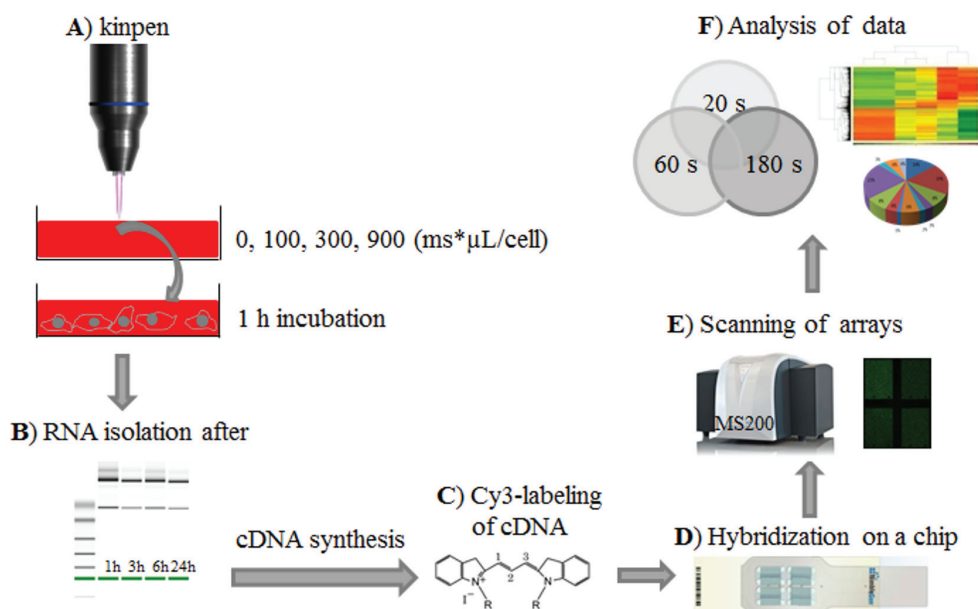 A) kinpen
0, 100, 300, 900 (ms*µL/cell)
1 h incubation
B) RNA isolation after
1h 3h 6h 24h
cDNA synthesis
C) Cy3-labeling
of cDNA
1 3
2
N+ N
I−
R R
D) Hybridization on a chip
E) Scanning of arrays
MS200
F) Analysis of data
20 s
60 s 180 s